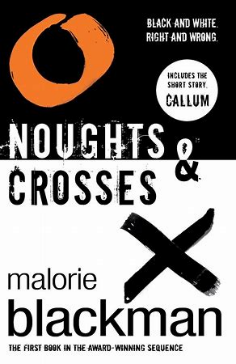 BLACK AND WHITE.
RIGHT AND WRONG.
INCLUDES THE
SHORT STORY,
CALLUM
NOUGHTS
&
CROSSES
malorie
blackman
THE FIRST BOOK IN THE AWARD-WINNING SEQUENCE